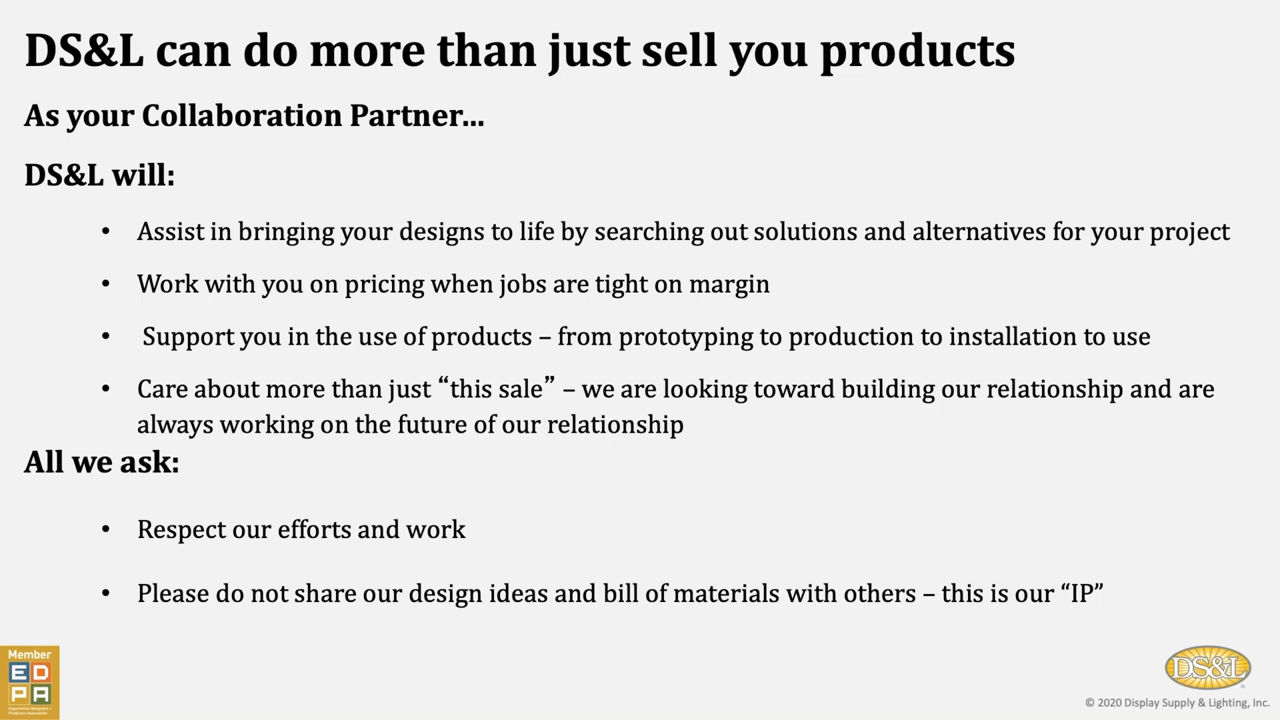 DS&L can do more than just sell you products
As your Collaboration Partner...
DS&L will:
• Assist in bringing your designs to life by searching out solutions and alternatives for your project
• Work with you on pricing when jobs are tight on margin
• Support you in the use of products – from prototyping to production to installation to use
• Care about more than just “this sale” – we are looking toward building our relationship and are
always working on the future of our relationship
All we ask:
• Respect our efforts and work
• Please do not share our design ideas and bill of materials with others – this is our “IP”
Member
E D
P A
DS&L
© 2020 Display Supply & Lighting, Inc.